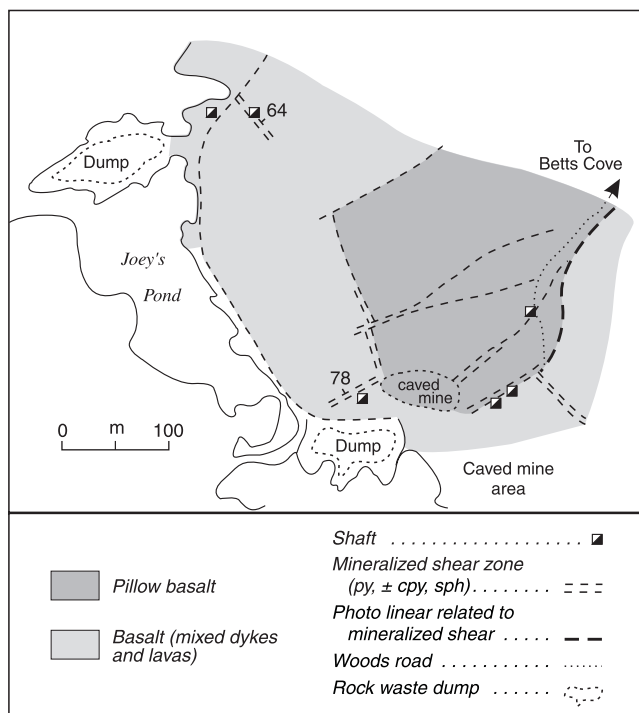 64
To
Betts Cove
Dump
Joey's
Pond
78
caved
mine
0 m 100
Dump
Caved mine
area
Pillow basalt
Basalt (mixed dykes
and lavas)
Shaft . . . . . . . . . . . . . . . . . . . .
Mineralized shear zone
(py, ± cpy, sph) . . . . . . . .
Photo linear related to
mineralized shear . . . . .
Woods road . . . . . . . . . . .
Rock waste dump . . . . . .